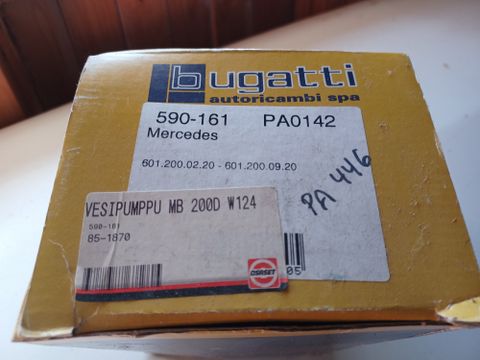 bugatti
autoricambi spa
590-161 PA0142
Mercedes
601.200.02.20 - 601.200.09.20
PA 446
VESIPUMPPU MB 200D W124
590-161
85-1870
OSASET
05